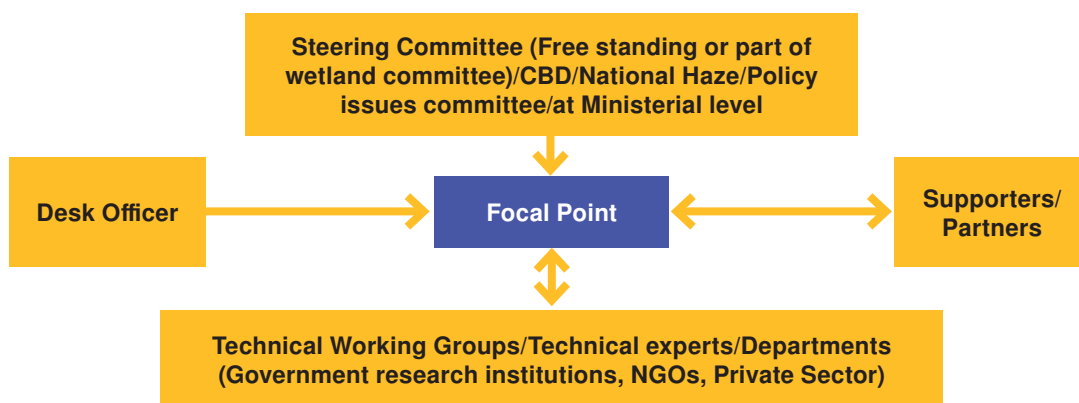 Steering Committee (Free standing or part of
wetland committee)/CBD/National Haze/Policy
issues committee/at Ministerial level
Desk Officer
Focal Point
Supporters/
Partners
Technical Working Groups/Technical experts/Departments
(Government research institutions, NGOs, Private Sector)